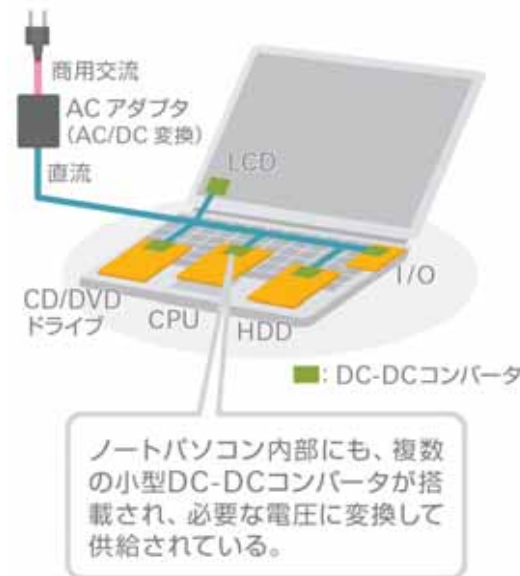 商用交流
ACアダプタ
（AC/DC変換）
直流
LCD
I/O
CD/DVD
ドライブ
CPU
HDD
：DC-DCコンバータ
ノートパソコン内部にも、複数
の小型DC-DCコンバータが搭
載され、必要な電圧に変換して
供給されている。